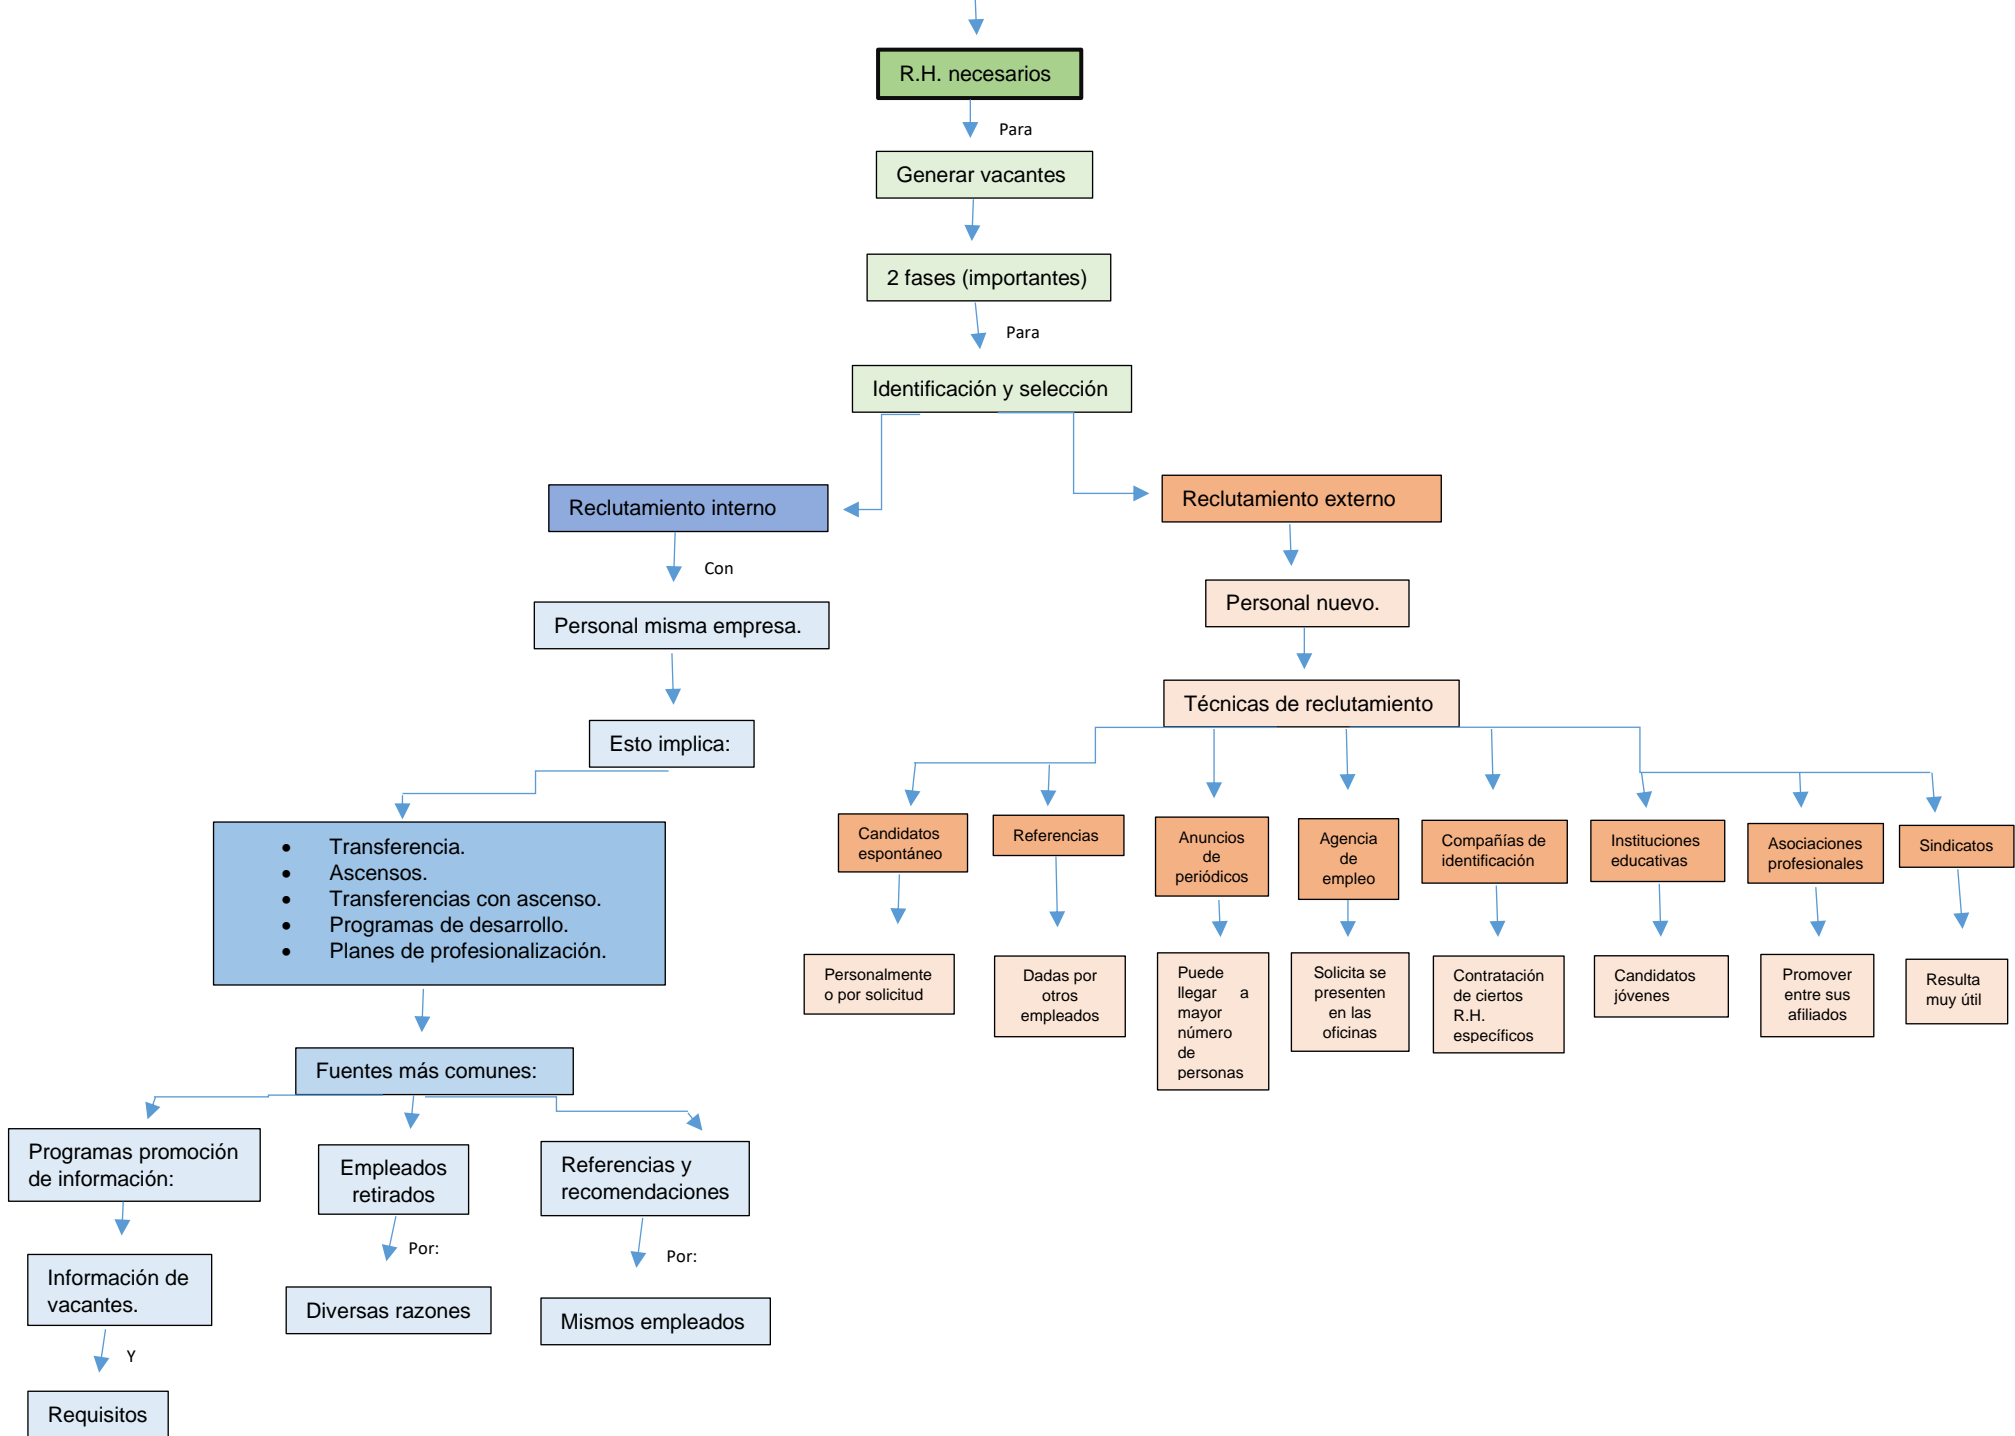 R.H. necesarios
Para
Generar vacantes
2 fases (importantes)
Para
Identificación y selección
Reclutamiento interno
Con
Personal misma empresa.
Esto implica:
• Transferencia.
• Ascensos.
• Transferencias con ascenso.
• Programas de desarrollo.
• Planes de profesionalización.
Fuentes más comunes:
Programas promoción
de información:
Información de
vacantes.
Y
Requisitos
Empleados
retirados
Por:
Diversas razones
Referencias y
recomendaciones
Por:
Mismos empleados
Reclutamiento externo
Personal nuevo.
Técnicas de reclutamiento
Candidatos
espontáneo
Personalmente
o por solicitud
Referencias
Dadas por
otros
empleados
Anuncios
de
periódicos
Puede
llegar a
mayor
número
de
personas
Agencia
de
empleo
Solicita se
presenten
en las
oficinas
Compañías de
identificación
Contratación
de ciertos
R.H.
específicos
Instituciones
educativas
Candidatos
jóvenes
Asociaciones
profesionales
Promover
entre sus
afiliados
Sindicatos
Resulta
muy útil